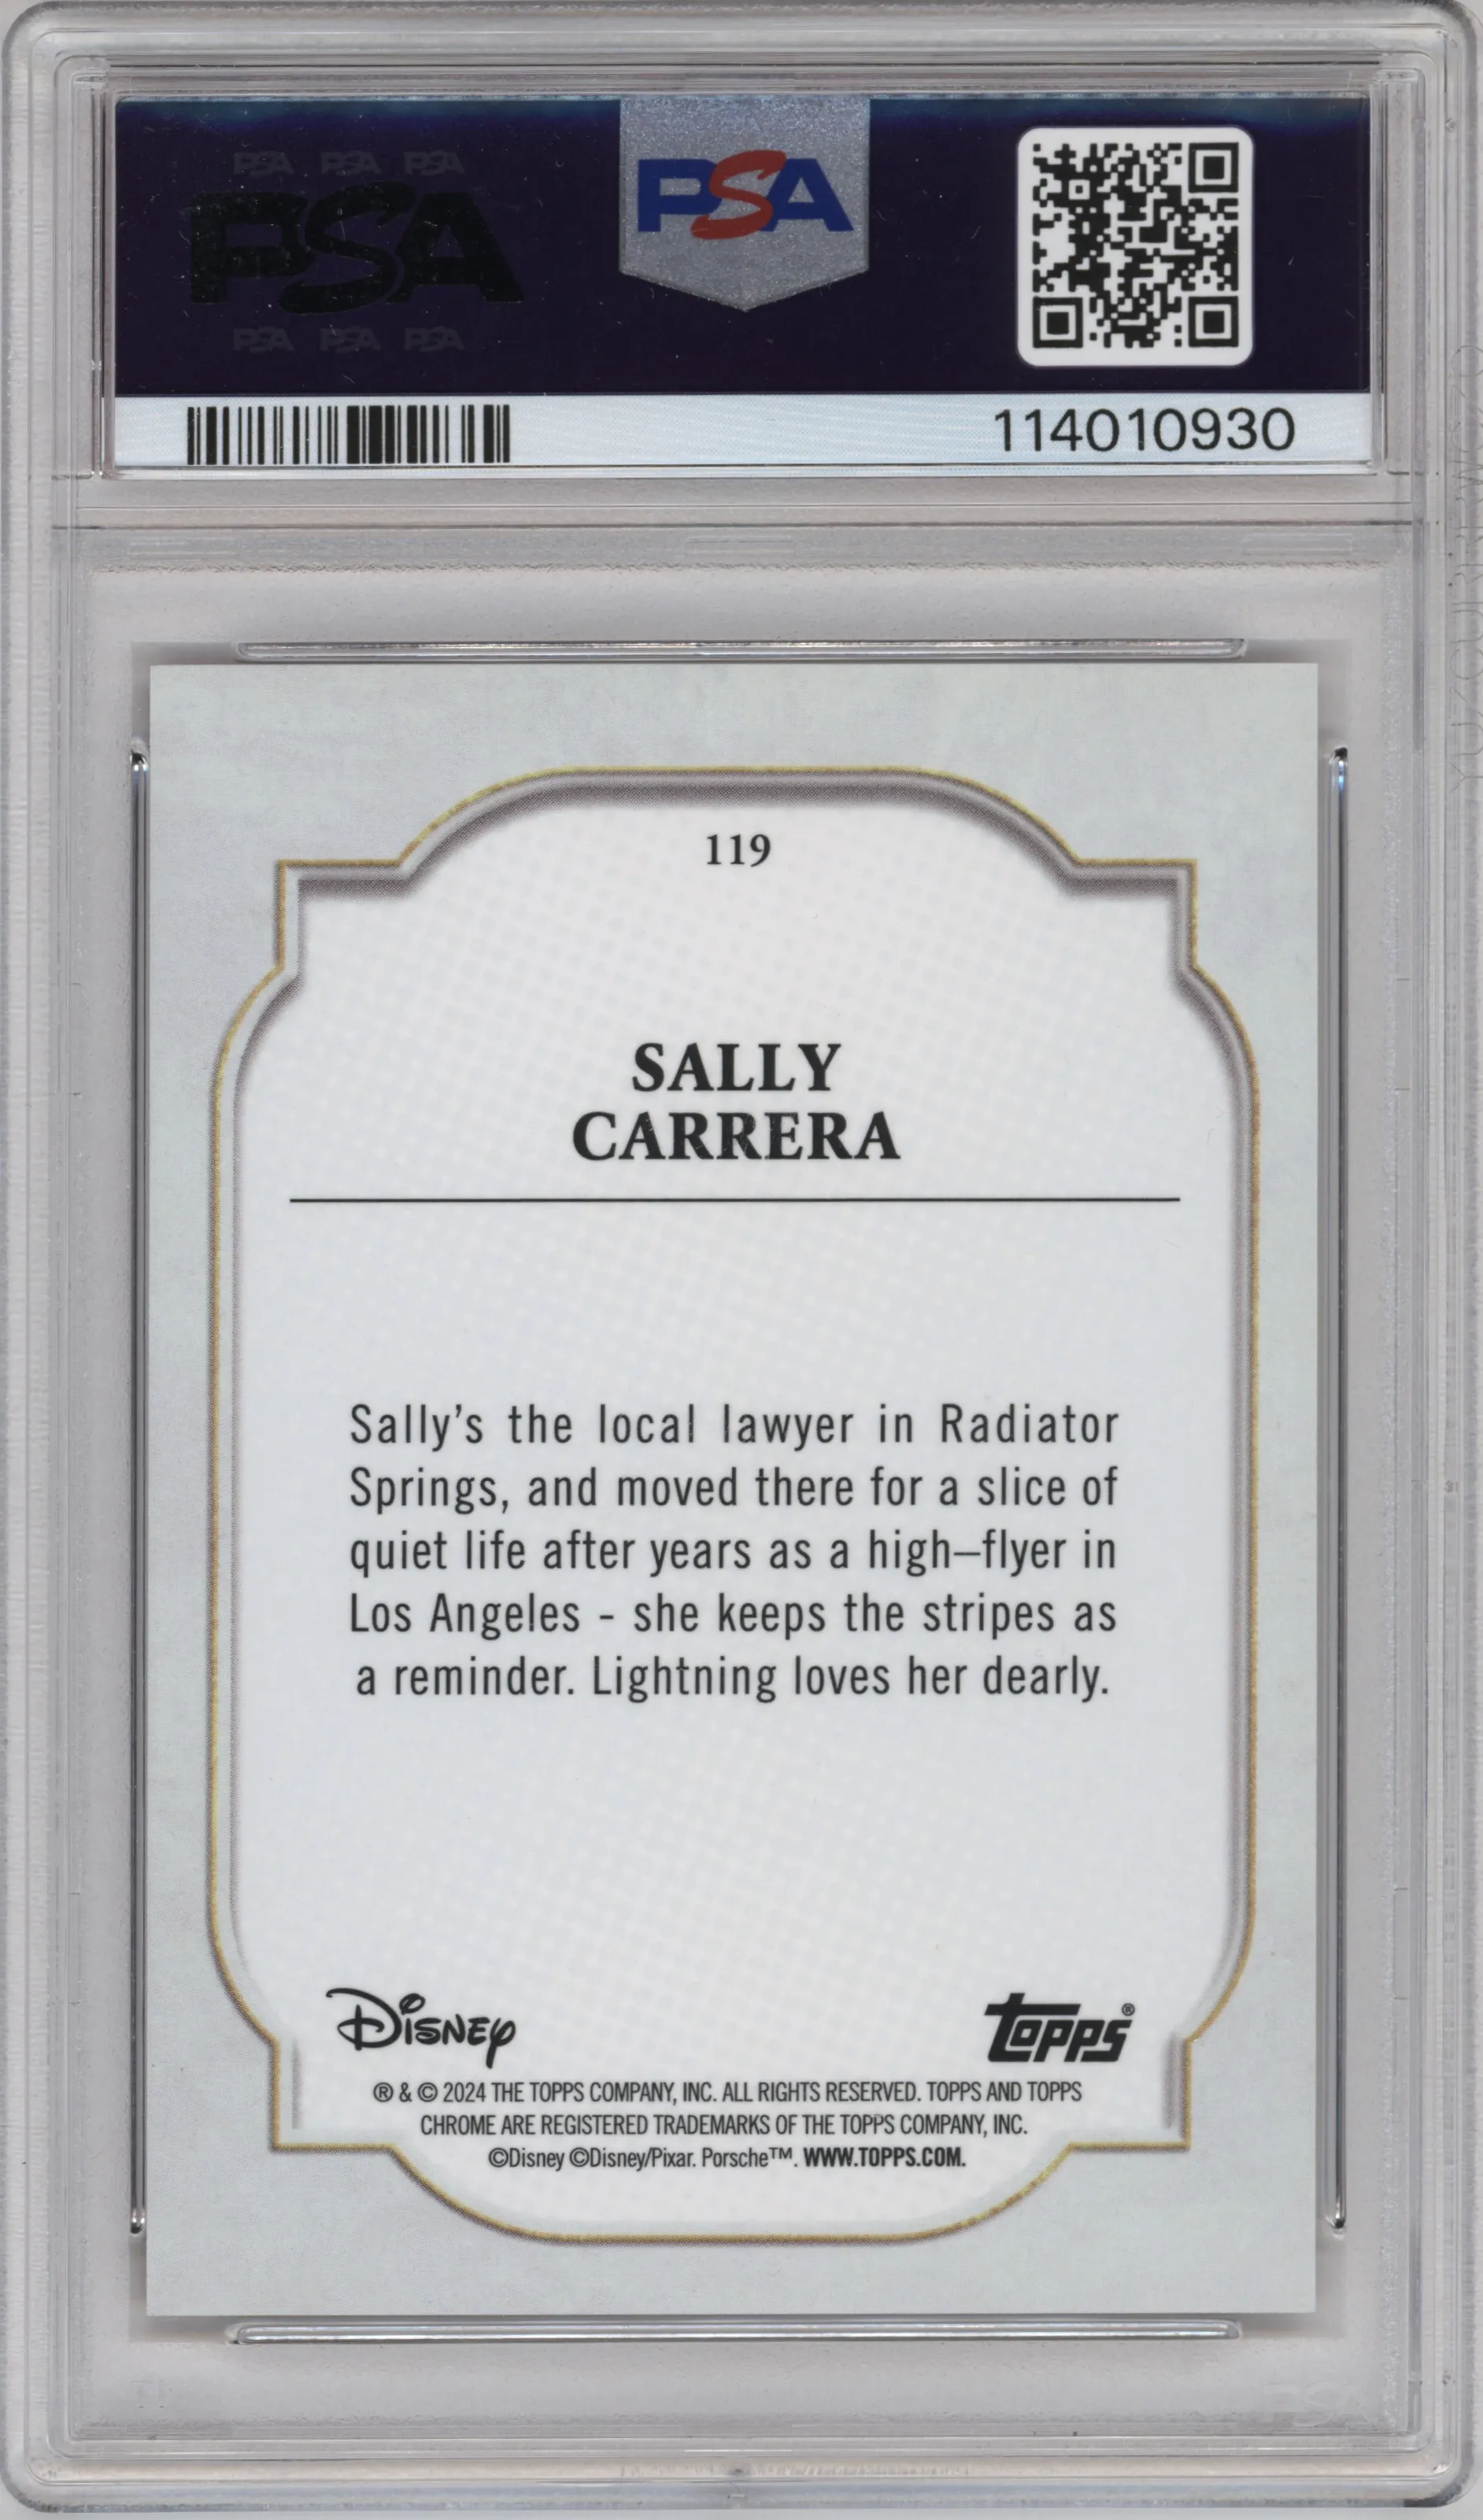 PSA PSA PSA
PSA
PSA PSA PSA
PSA
114010930
119
SALLY
CARRERA
Sally's the local lawyer in Radiator
Springs, and moved there for a slice of
quiet life after years as a high–flyer in
Los Angeles - she keeps the stripes as
a reminder. Lightning loves her dearly.
Disney
topps®
® & © 2024 THE TOPPS COMPANY, INC. ALL RIGHTS RESERVED. TOPPS AND TOPPS
CHROME ARE REGISTERED TRADEMARKS OF THE TOPPS COMPANY, INC.
©Disney ©Disney/Pixar. Porsche™. WWW.TOPPS.COM.
PSA